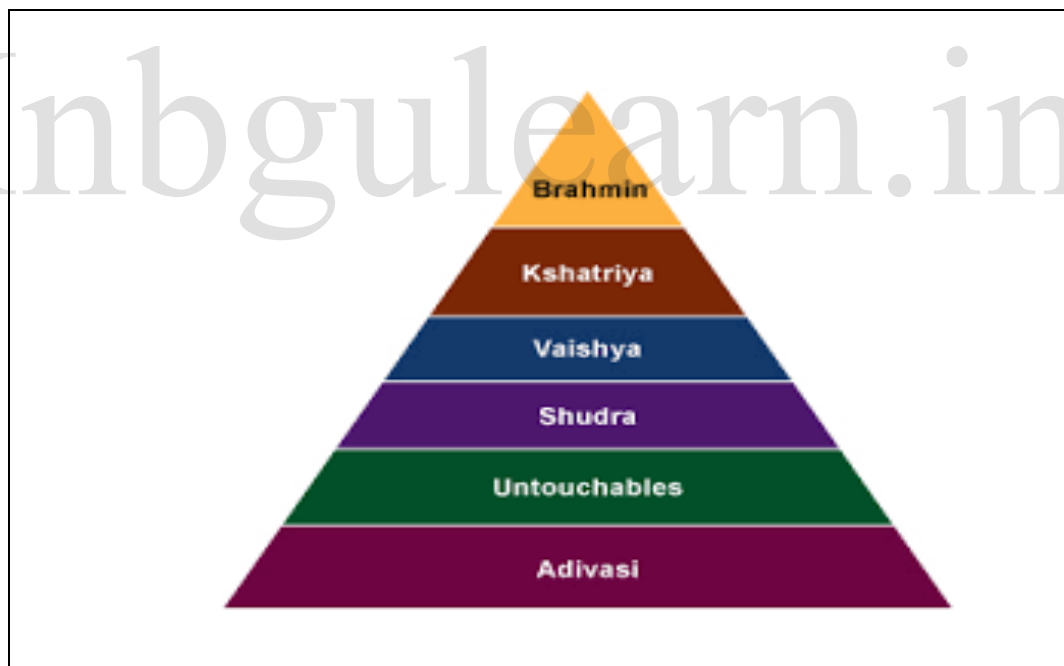 nbgulearn.in
Brahmin
Kshatriya
Vaishya
Shudra
Untouchables
Adivasi